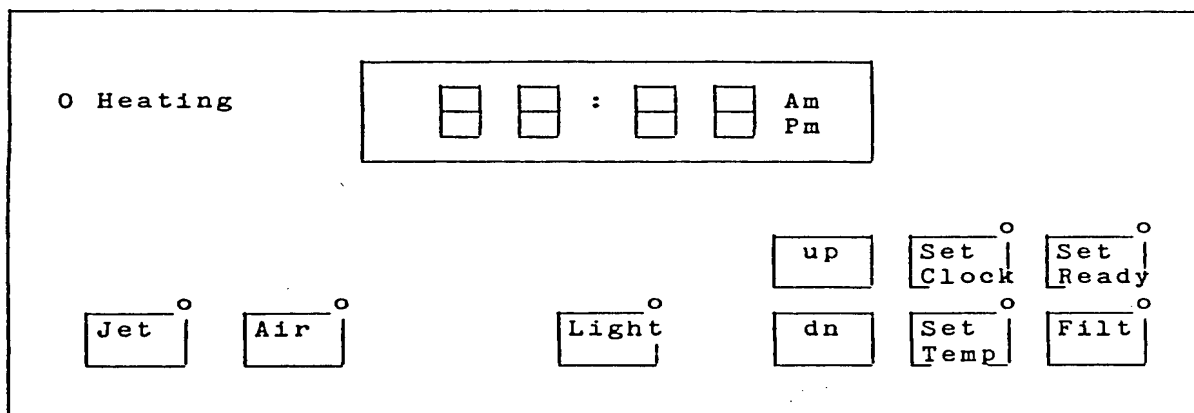 O Heating
: Am
Pm
up Set Set
Clock Ready
Jet Air Light dn Set Filt
Temp